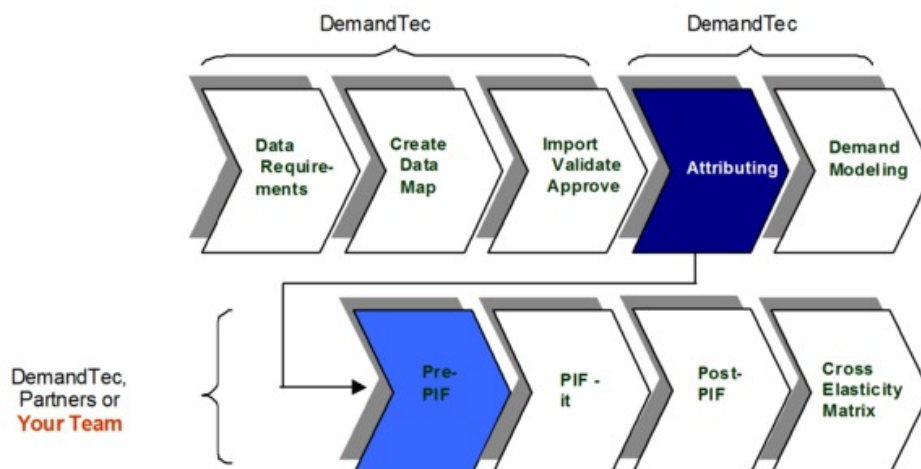 DemandTec
DemandTec
Data
Require-
ments
Create
Data
Map
Import
Validate
Approve
Attributing
Demand
Modeling
DemandTec,
Partners or
Your Team
Pre-
PIF
PIF -
it
Post-
PIF
Cross
Elasticity
Matrix